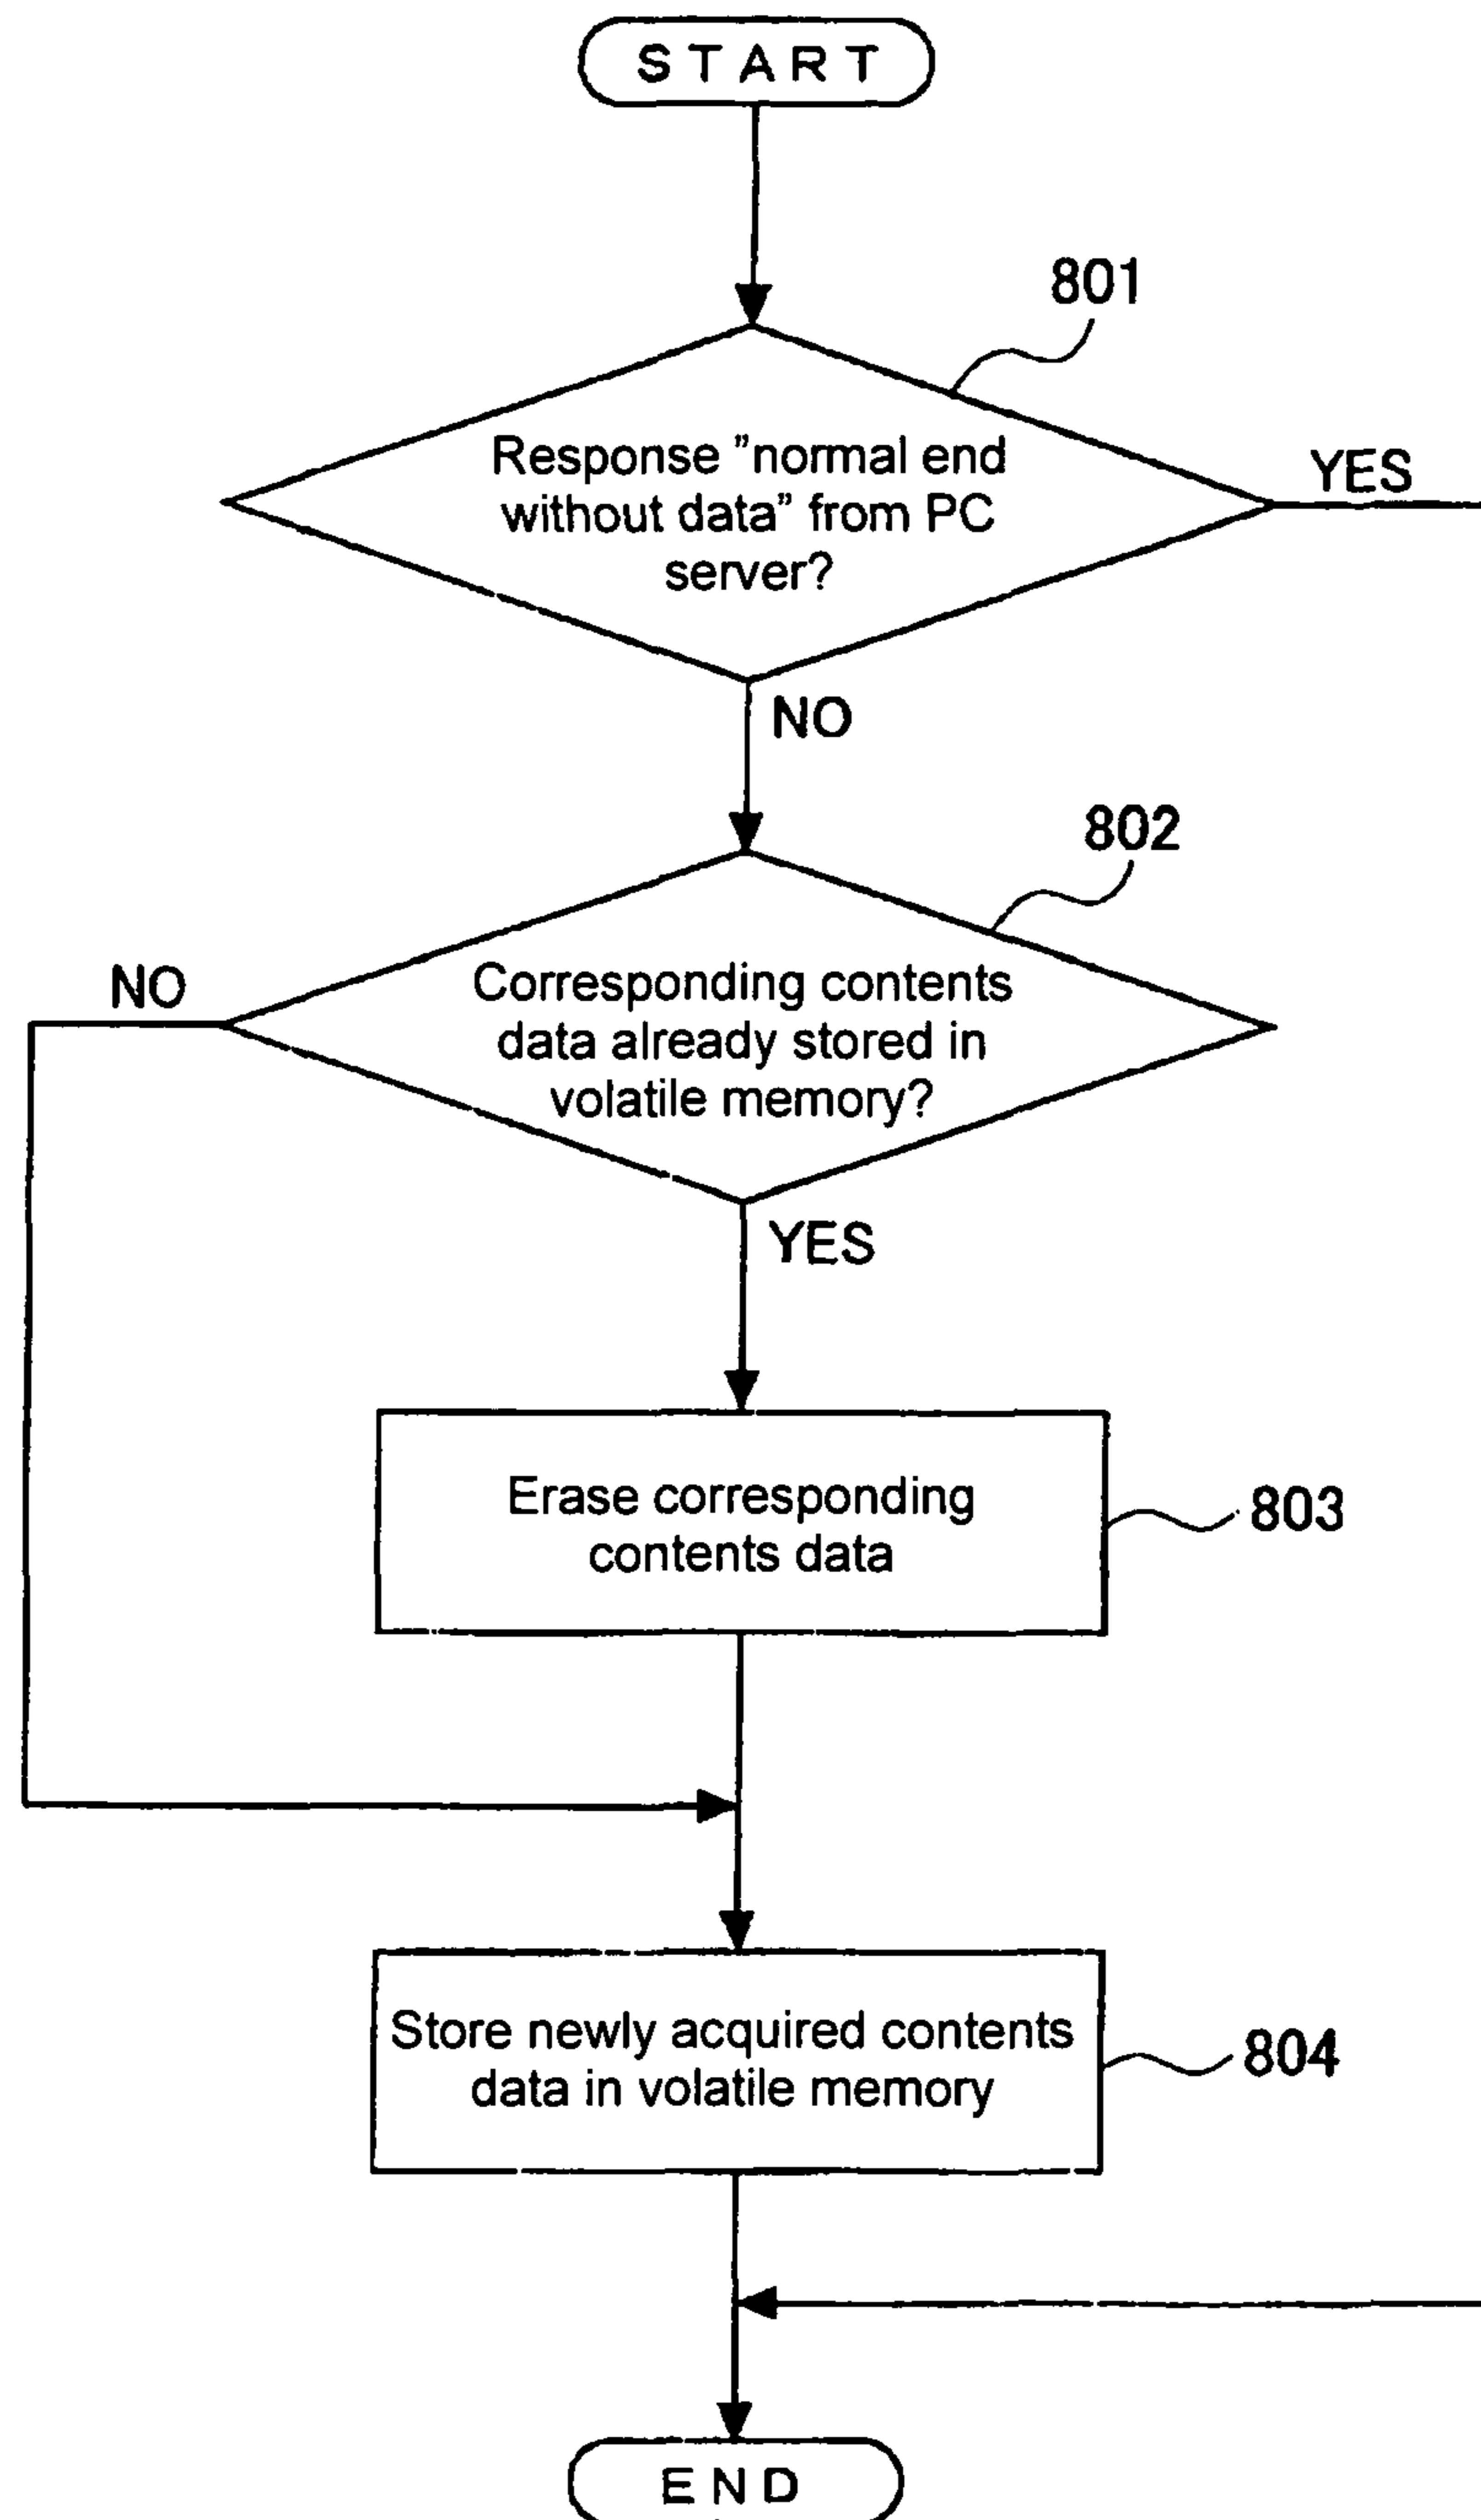 START
801
Response ”normal end
without data” from PC
server?
YES
NO
802
NO
Corresponding contents
data already stored in
volatile memory?
YES
Erase corresponding
contents data
803
Store newly acquired contents
data in volatile memory
804
END